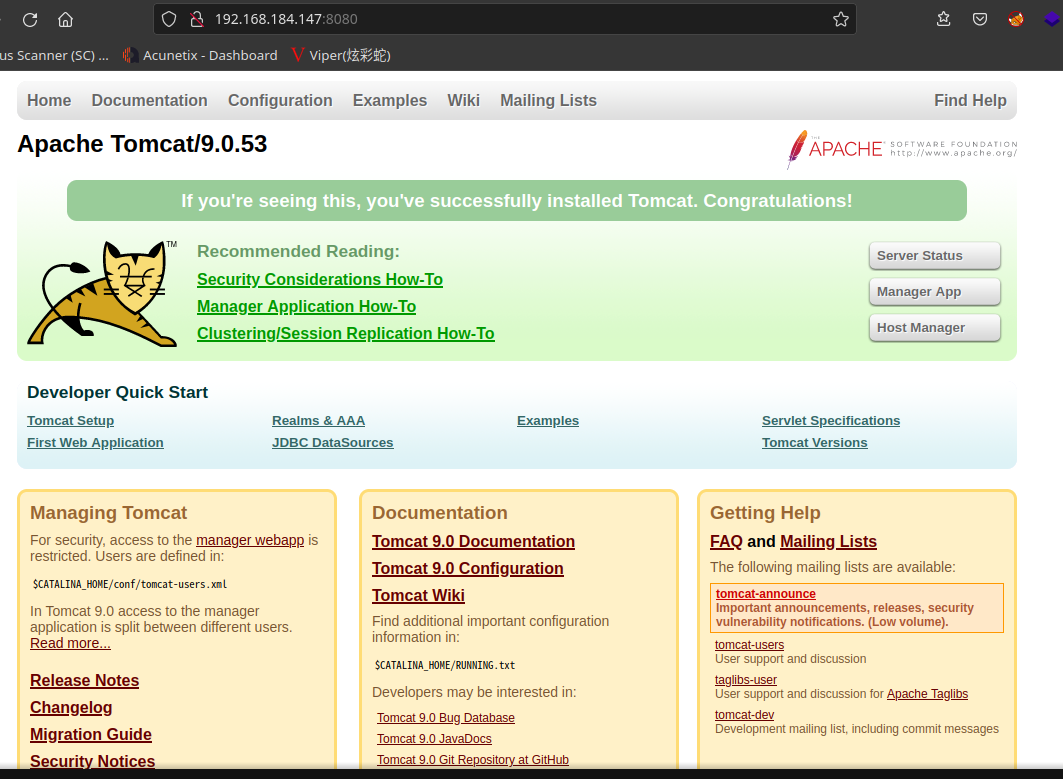 192.168.184.147:8080
us Scanner (SC) ... Acunetix - Dashboard V Viper(炫彩蛇)
Home Documentation Configuration Examples Wiki Mailing Lists Find Help
Apache Tomcat/9.0.53
THE APACHE SOFTWARE FOUNDATION
http://www.apache.org/
If you're seeing this, you've successfully installed Tomcat. Congratulations!
TM
Recommended Reading:
Security Considerations How-To
Manager Application How-To
Clustering/Session Replication How-To
Server Status
Manager App
Host Manager
Developer Quick Start
Tomcat Setup
First Web Application
Realms & AAA
JDBC DataSources
Examples
Servlet Specifications
Tomcat Versions
Managing Tomcat
For security, access to the manager webapp is
restricted. Users are defined in:
$CATALINA_HOME/conf/tomcat-users.xml
In Tomcat 9.0 access to the manager
application is split between different users.
Read more...
Release Notes
Changelog
Migration Guide
Security Notices
Documentation
Tomcat 9.0 Documentation
Tomcat 9.0 Configuration
Tomcat Wiki
Find additional important configuration
information in:
$CATALINA_HOME/RUNNING.txt
Developers may be interested in:
Tomcat 9.0 Bug Database
Tomcat 9.0 JavaDocs
Tomcat 9.0 Git Repository at GitHub
Getting Help
FAQ and Mailing Lists
The following mailing lists are available:
tomcat-announce
Important announcements, releases, security
vulnerability notifications. (Low volume).
tomcat-users
User support and discussion
taglibs-user
User support and discussion for Apache Taglibs
tomcat-dev
Development mailing list, including commit messages